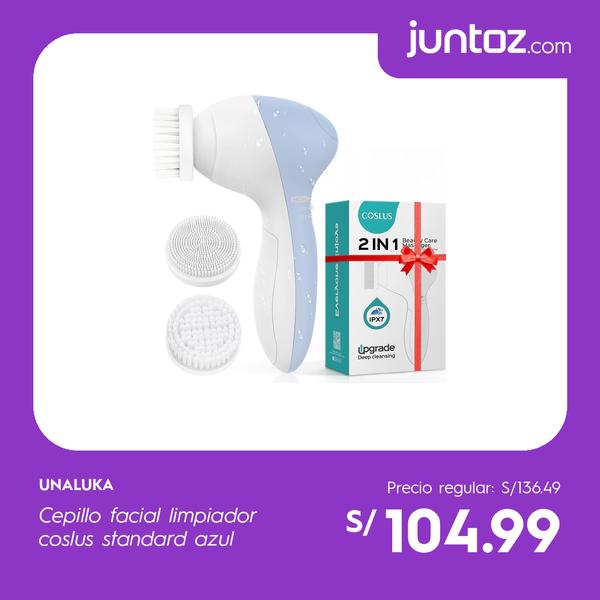 juntoz.com
COSLUS
2 IN 1 Beauty Care
IPX7
Upgrade
Deep cleansing
UNALUKA
Precio regular: S/136.49
Cepillo facial limpiador
coslus standard azul
S/104.99